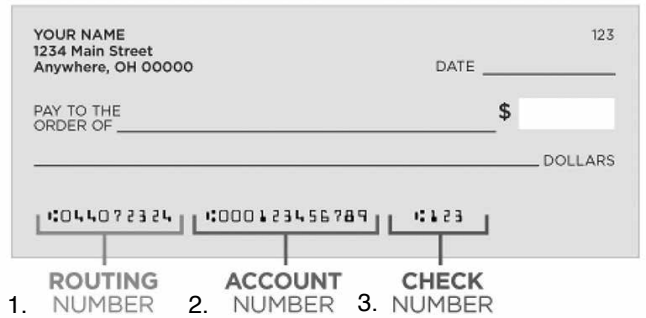 YOUR NAME 123
1234 Main Street
Anywhere, OH 00000
DATE
PAY TO THE
ORDER OF
$
DOLLARS
⑆044072324⑆ ⑆000123456789⑆ ⑆123
1. ROUTING NUMBER
2. ACCOUNT NUMBER
3. CHECK NUMBER